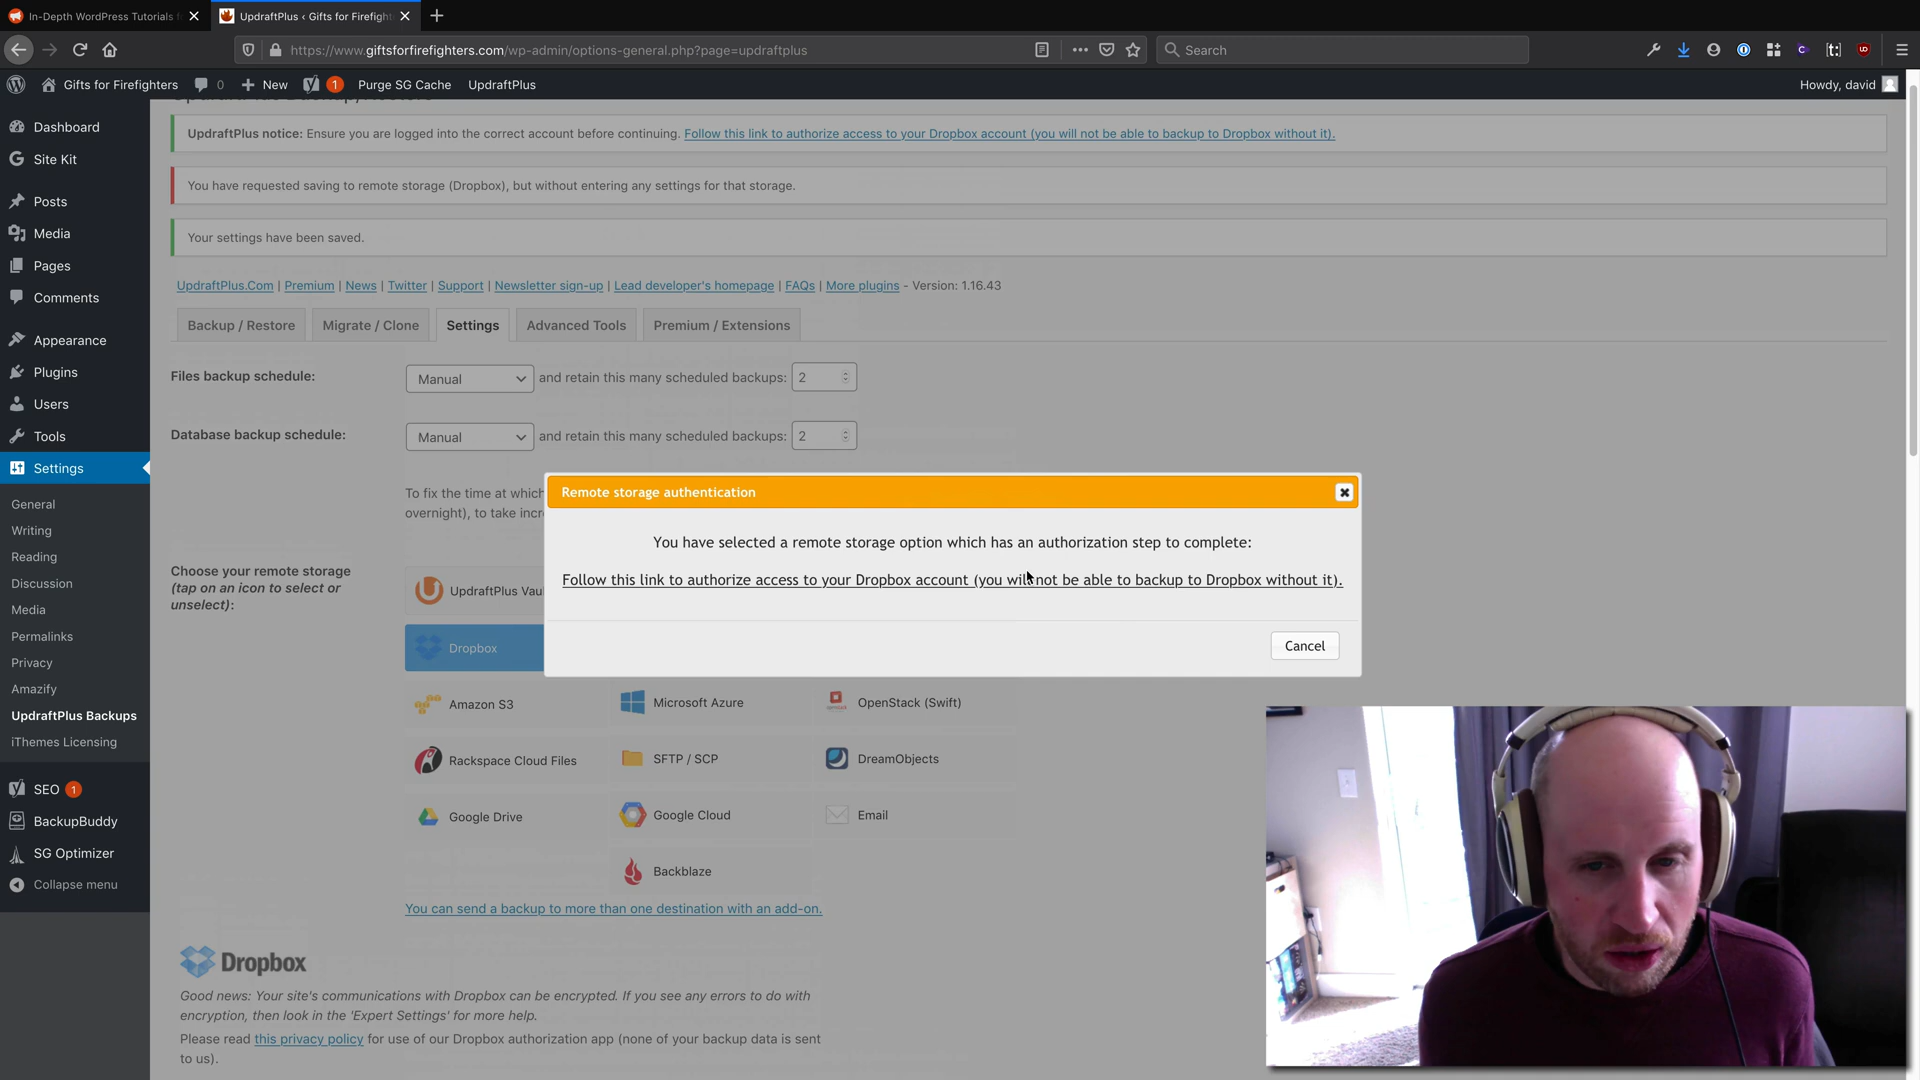 In-Depth WordPress Tutorials f
UpdraftPlus ‹ Gifts for Firefight
https://www.giftsforfirefighters.com/wp-admin/options-general.php?page=updraftplus
Search
Gifts for Firefighters
0
New
1
Purge SG Cache
UpdraftPlus
Howdy, david
Dashboard
Site Kit
Posts
Media
Pages
Comments
Appearance
Plugins
Users
Tools
Settings
General
Writing
Reading
Discussion
Media
Permalinks
Privacy
Amazify
UpdraftPlus Backups
iThemes Licensing
SEO 1
BackupBuddy
SG Optimizer
Collapse menu
UpdraftPlus notice: Ensure you are logged into the correct account before continuing. Follow this link to authorize access to your Dropbox account (you will not be able to backup to Dropbox without it).
You have requested saving to remote storage (Dropbox), but without entering any settings for that storage.
Your settings have been saved.
UpdraftPlus.Com | Premium | News | Twitter | Support | Newsletter sign-up | Lead developer's homepage | FAQs | More plugins - Version: 1.16.43
Backup / Restore
Migrate / Clone
Settings
Advanced Tools
Premium / Extensions
Files backup schedule:
Manual
and retain this many scheduled backups: 2
Database backup schedule:
Manual
and retain this many scheduled backups: 2
To fix the time at which
overnight), to take incr
Remote storage authentication
You have selected a remote storage option which has an authorization step to complete:
Follow this link to authorize access to your Dropbox account (you will not be able to backup to Dropbox without it).
Cancel
Choose your remote storage
(tap on an icon to select or
unselect):
UpdraftPlus Vau
Dropbox
Amazon S3
Microsoft Azure
OpenStack (Swift)
Rackspace Cloud Files
SFTP / SCP
DreamObjects
Google Drive
Google Cloud
Email
Backblaze
You can send a backup to more than one destination with an add-on.
Dropbox
Good news: Your site's communications with Dropbox can be encrypted. If you see any errors to do with
encryption, then look in the 'Expert Settings' for more help.
Please read this privacy policy for use of our Dropbox authorization app (none of your backup data is sent
to us).